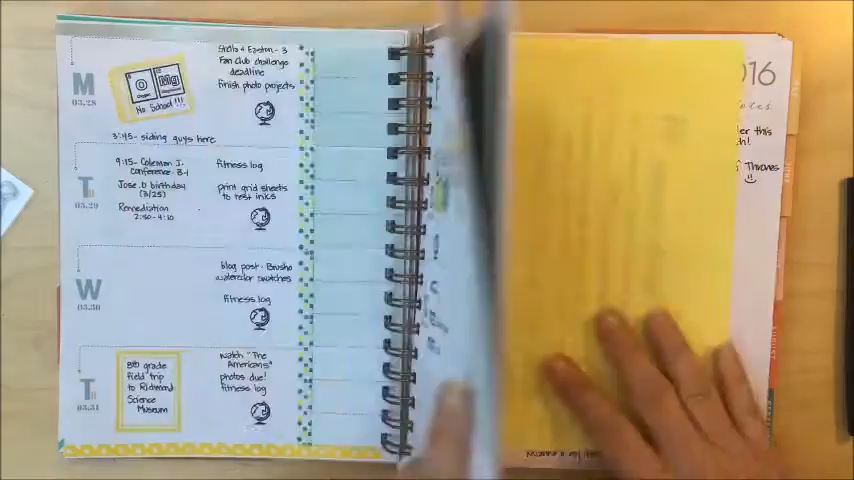 M
03.28
O
Mg
No School!!!
Stella & Easton - 3
Fan Club challenge
deadline
finish photo projects
3:45- siding guys here
T
03.29
9:15- Coleman J.
Conference B-1
Jose D birthday
(3/25)
Remediation
2:50-4:10
fitness log
print grid sheets
to test inks
W
03.30
blog post - Brusho
watercolor swatches
fitness log
T
03.31
8th grade
field trip
to Richmond
Science
Museum
watch "The
Americans"
photos due!
fitness log
016
er this
Thrones
AUGUST